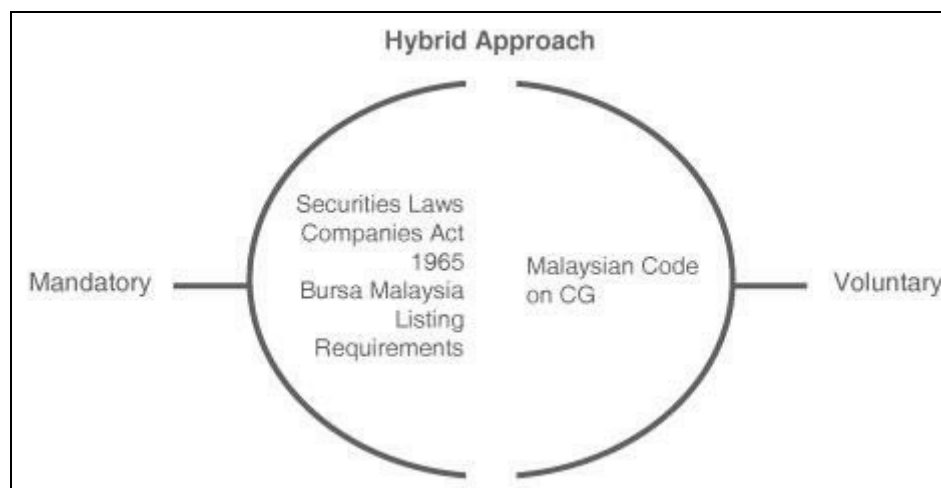 Hybrid Approach
Mandatory
Securities Laws
Companies Act
1965
Bursa Malaysia
Listing
Requirements
Malaysian Code
on CG
Voluntary